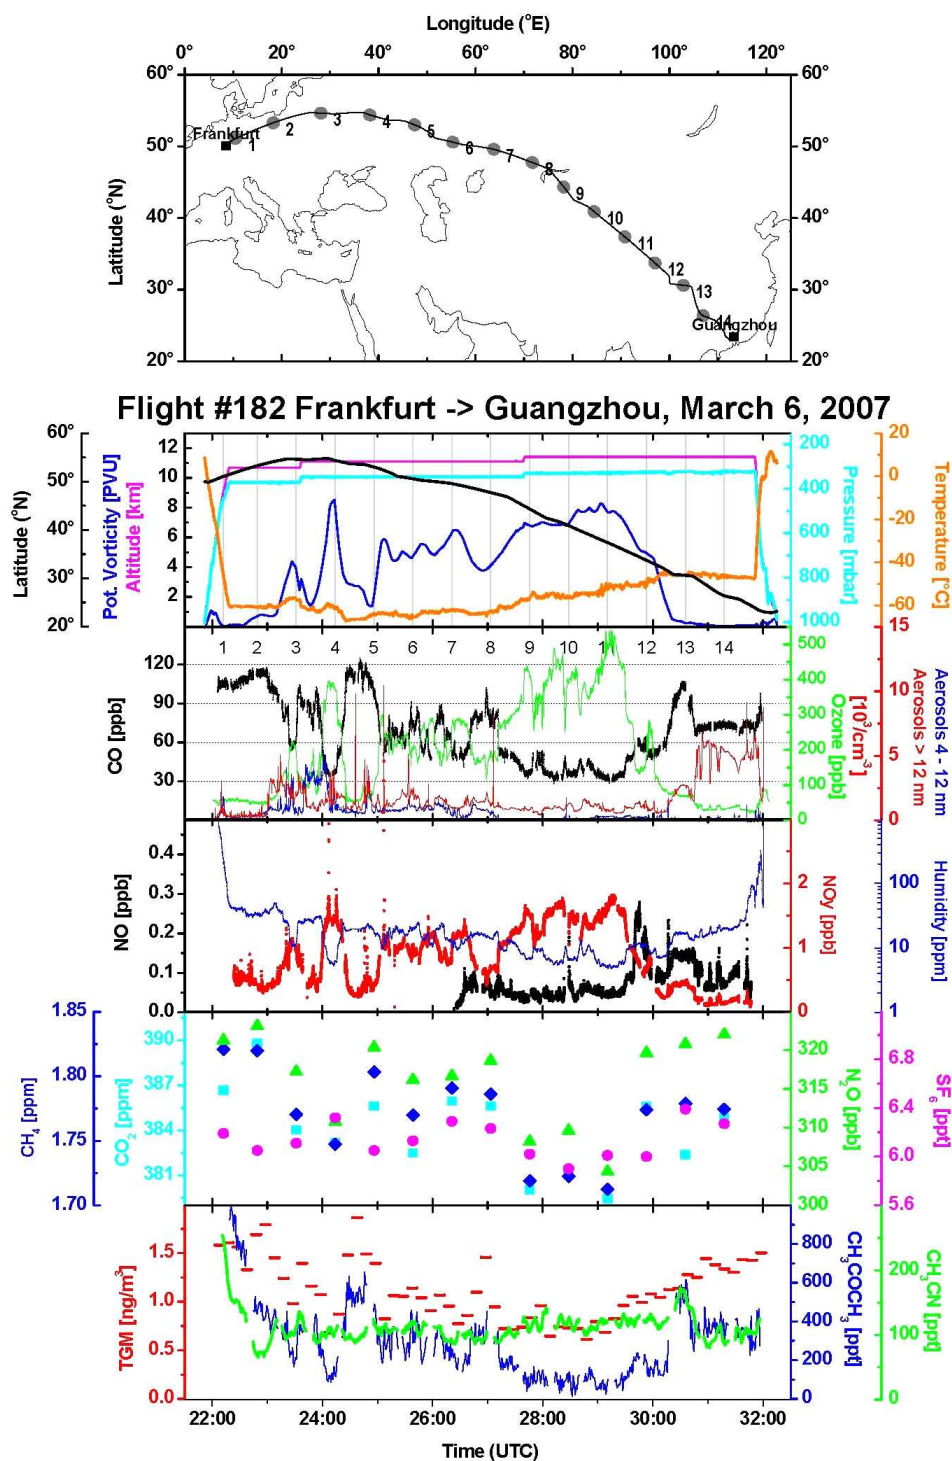 Longitude (°E)
0° 20° 40° 60° 80° 100° 120°
60° 60°
50° 50°
40° 40°
30° 30°
20° 20°
Latitude (°N) Latitude (°N)
Frankfurt
1 2 3 4 5 6 7 8 9 10 11 12 13 14
Guangzhou
Flight #182 Frankfurt -> Guangzhou, March 6, 2007
Latitude (°N)
60° 50° 40° 30° 20°
Pot. Vorticity [PVU]
Altitude [km]
12 10 8 6 4 2
200 400 600 800 1000
Pressure [mbar]
20 0 -20 -40 -60
Temperature [°C]
1 2 3 4 5 6 7 8 9 10 11 12 13 14
CO [ppb]
120 90 60 30
500 400 300 200 100 0
Ozone [ppb]
[10³/cm-³]
15 10 5 0
Aerosols > 12 nm
Aerosols 4 - 12 nm
NO [ppb]
0.4 0.3 0.2 0.1 0.0
2 1 0
NOy [ppb]
100 10 1
Humidity [ppm]
1.85 1.80 1.75 1.70
CH4 [ppm]
390 387 384 381
CO2 [ppm]
320 315 310 305 300
N2O [ppb]
6.8 6.4 6.0 5.6
SF6 [ppt]
TGM [ng/m³]
1.5 1.0 0.5 0.0
800 600 400 200 0
CH3COCH3 [ppt]
200 100 0
CH3CN [ppt]
22:00 24:00 26:00 28:00 30:00 32:00
Time (UTC)